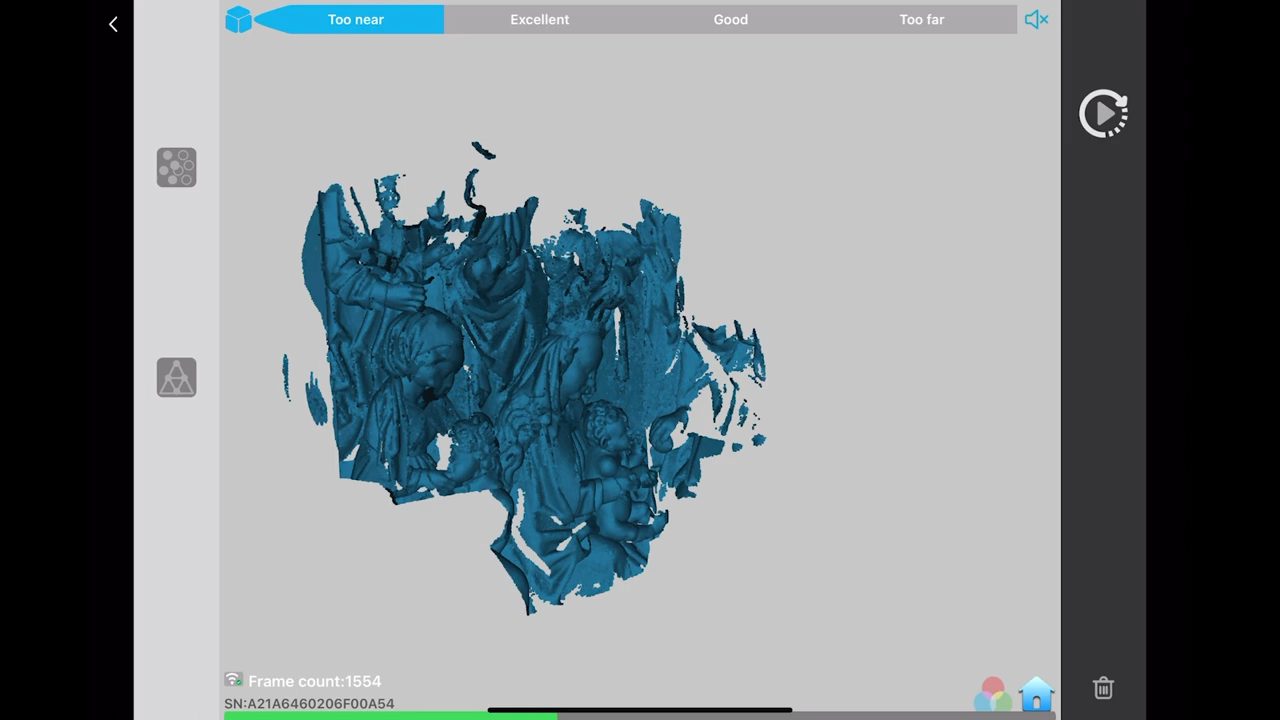 Too near
Excellent
Good
Too far
Frame count:1554
SN:A21A6460206F00A54